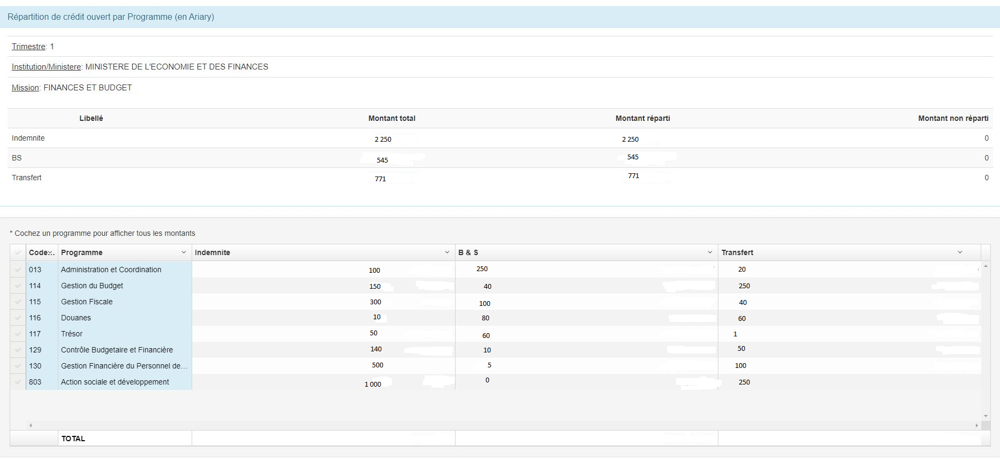 Répartition de crédit ouvert par Programme (en Ariary)
Trimestre: 1
Institution/Ministere: MINISTERE DE L'ECONOMIE ET DES FINANCES
Mission: FINANCES ET BUDGET
Libellé Montant total Montant réparti Montant non réparti
Indemnite 2 250 2 250 0
BS 545 545 0
Transfert 771 771 0
* Cochez un programme pour afficher tous les montants
Code... Programme Indemnite B & S Transfert
013 Administration et Coordination 100 250 20
114 Gestion du Budget 150 40 250
115 Gestion Fiscale 300 100 40
116 Douanes 10 80 60
117 Trésor 50 60 1
129 Contrôle Budgetaire et Financière 140 10 50
130 Gestion Financière du Personnel de... 500 5 100
803 Action sociale et développement 1 000 0 250
TOTAL